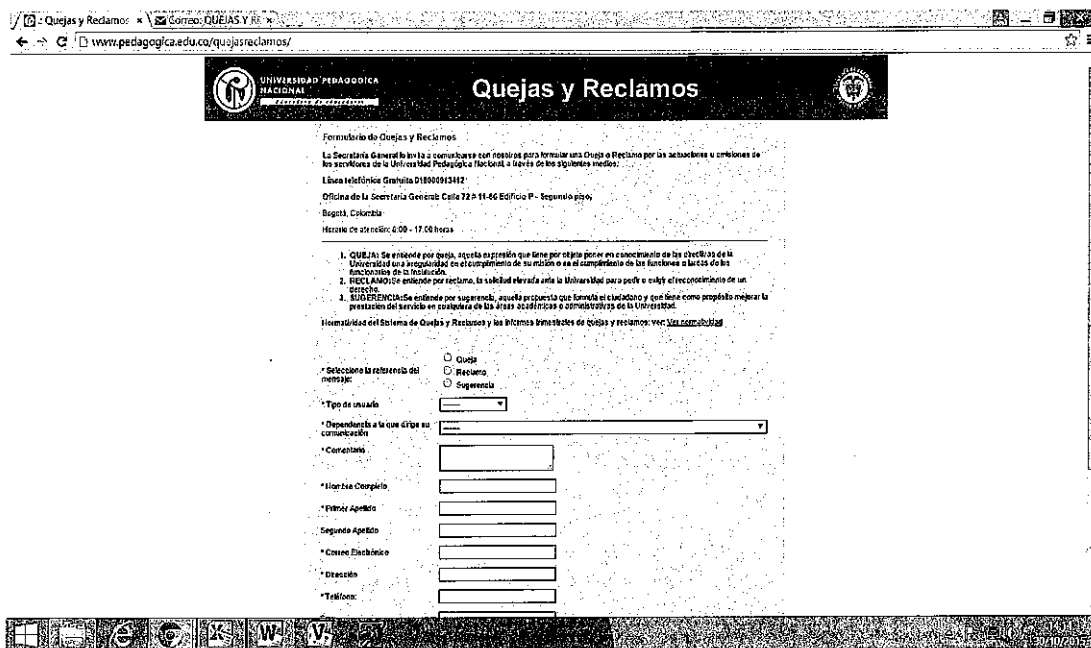 Quejas y Reclamos
Correo: QUEJAS Y RE
www.pedagogica.edu.co/quejasreclamos/
UNIVERSIDAD PEDAGOGICA
NACIONAL
Quejas y Reclamos
Formulario de Quejas y Reclamos
La Secretaría General lo invita a comunicarse con nosotros para formular una Queja o Reclamo por las actuaciones u omisiones de
los servidores de la Universidad Pedagógica Nacional a través de los siguientes medios:
Línea telefónica Gratuita 018000913412
Oficina de la Secretaría General: Calle 72 # 11-86 Edificio P - Segundo piso,
Bogotá, Colombia
Horario de atención: 8:00 - 17:00 horas
1. QUEJA: Se entiende por queja, aquella expresión que tiene por objeto poner en conocimiento de las directivas de la
Universidad una irregularidad en el cumplimiento de su misión o en el cumplimiento de las funciones o tareas de los
funcionarios de la Institución.
2. RECLAMO: Se entiende por reclamo, la solicitud elevada ante la Universidad para pedir o exigir el reconocimiento de un
derecho.
3. SUGERENCIA: Se entiende por sugerencia, aquella propuesta que formula el ciudadano y que tiene como propósito mejorar la
prestación del servicio en cualquiera de las áreas académicas o administrativas de la Universidad.
Normatividad del Sistema de Quejas y Reclamos y los informes trimestrales de quejas y reclamos: ver: Ver normatividad
Queja
* Seleccione la referencia del
mensaje:
Reclamo
Sugerencia
* Tipo de usuario
* Dependencia a la que dirige su
comunicación
* Comentario
* Nombre Completo
* Primer Apellido
Segundo Apellido
* Correo Electrónico
* Dirección
* Teléfono: